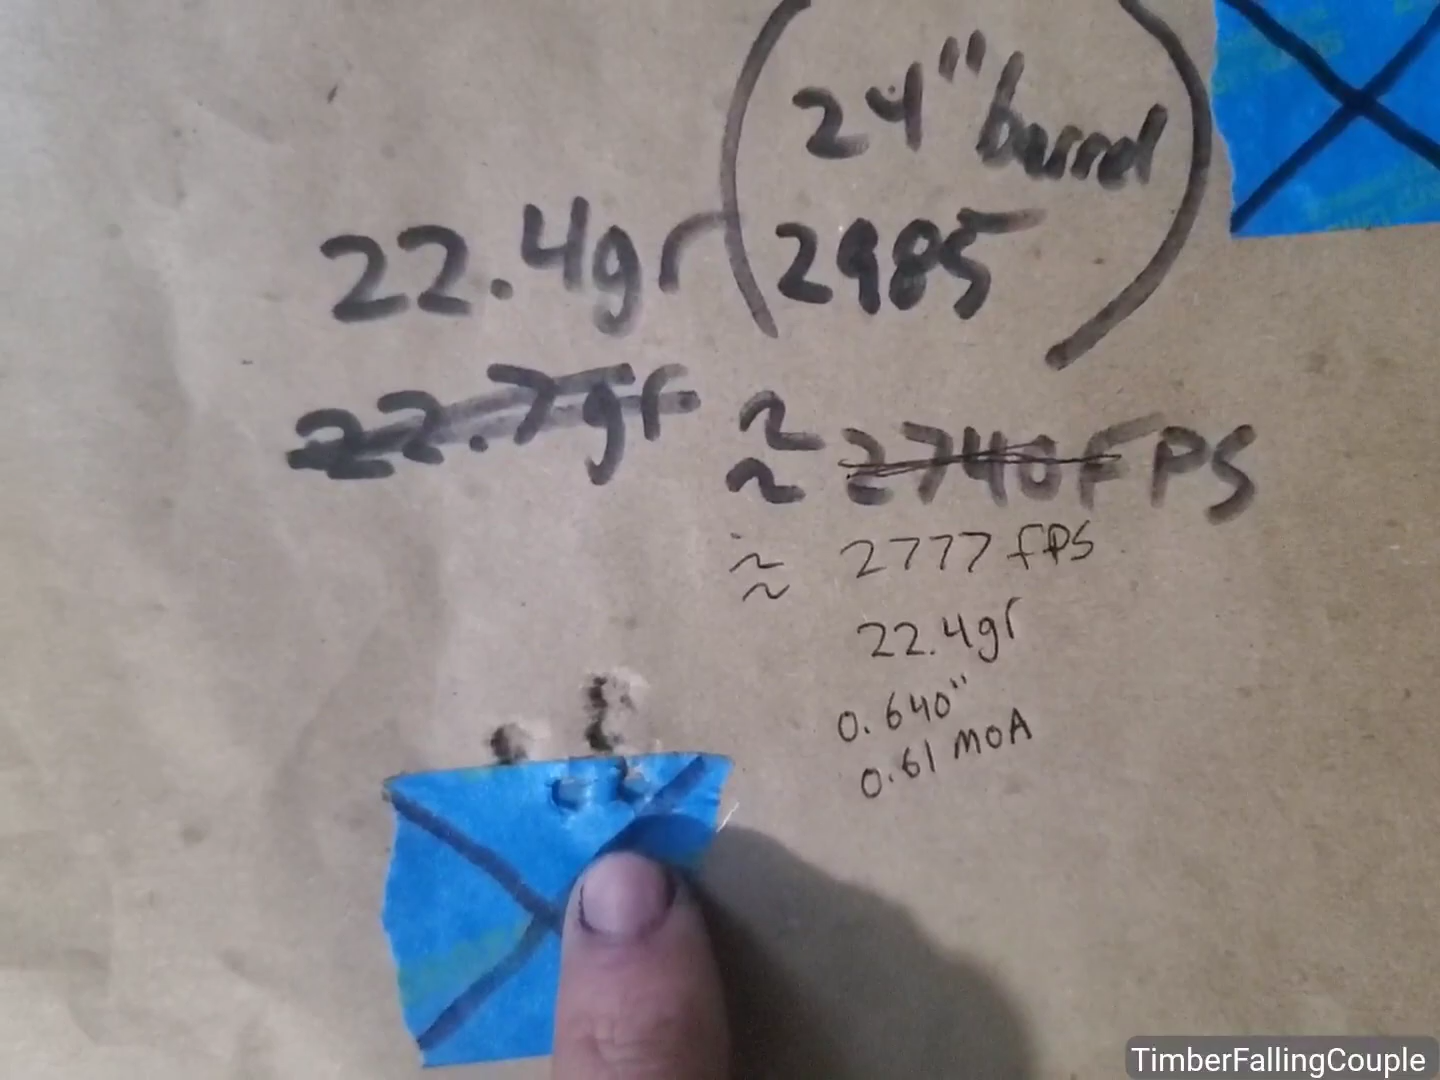 (24" barrel
22.4gr
2985)
22.7gr
≈ 2740 FPS
≈ 2777 fPS
22.4gr
0.640"
0.61 MOA
TimberFallingCouple